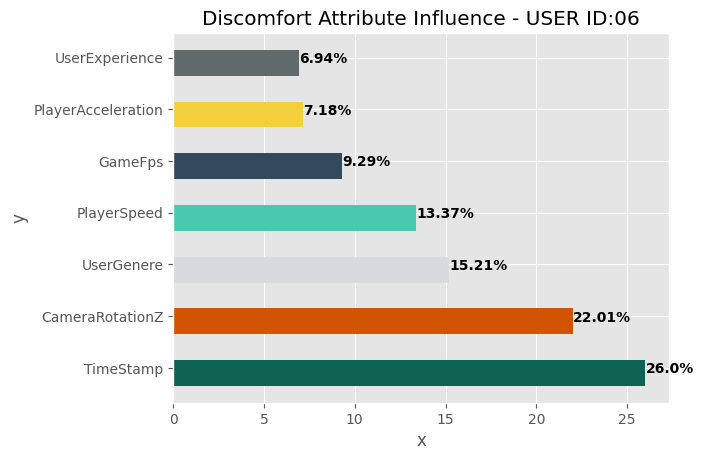 Discomfort Attribute Influence - USER ID:06
UserExperience 6.94%
PlayerAcceleration 7.18%
GameFps 9.29%
PlayerSpeed 13.37%
y
UserGenere 15.21%
CameraRotationZ 22.01%
TimeStamp 26.0%
0 5 10 15 20 25
x